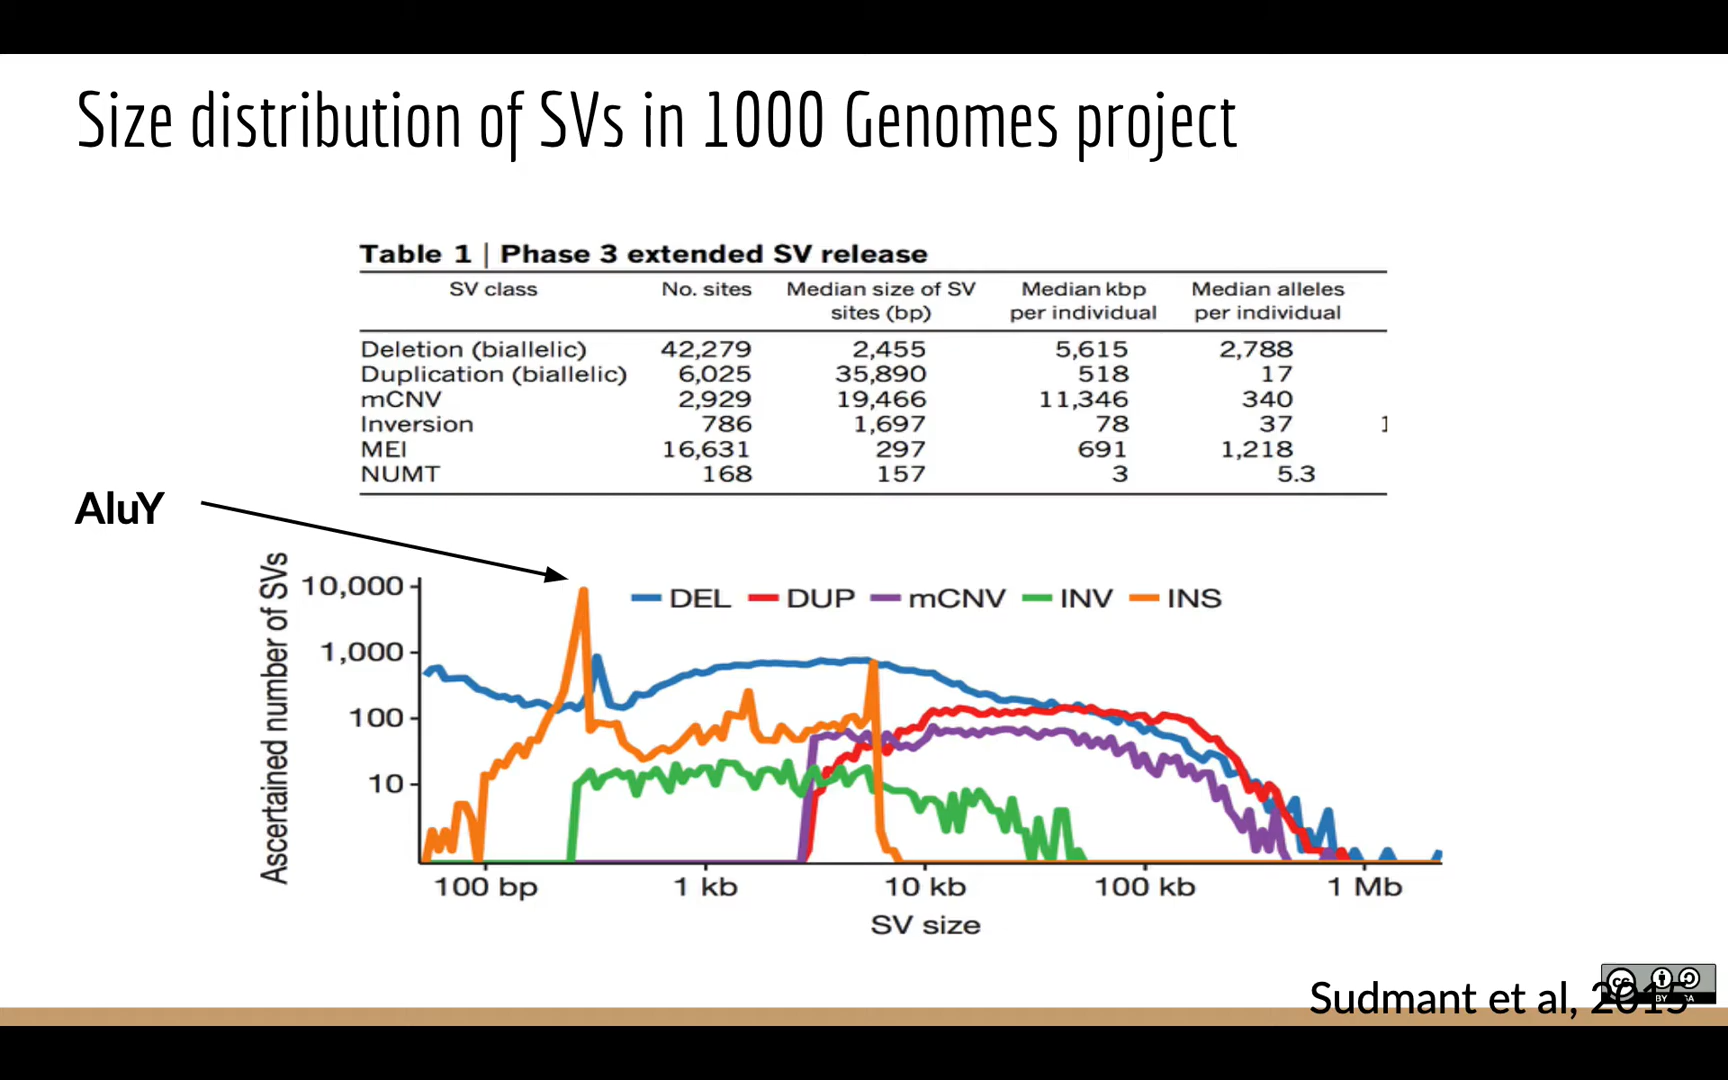 Size distribution of SVs in 1000 Genomes project
Table 1 | Phase 3 extended SV release
SV class No. sites Median size of SV sites (bp) Median kbp per individual Median alleles per individual
Deletion (biallelic) 42,279 2,455 5,615 2,788
Duplication (biallelic) 6,025 35,890 518 17
mCNV 2,929 19,466 11,346 340
Inversion 786 1,697 78 37 1
MEI 16,631 297 691 1,218
NUMT 168 157 3 5.3
AluY
Ascertained number of SVs
10,000
1,000
100
10
DEL DUP mCNV INV INS
100 bp 1 kb 10 kb 100 kb 1 Mb
SV size
Sudmant et al, 2015
CC BY SA